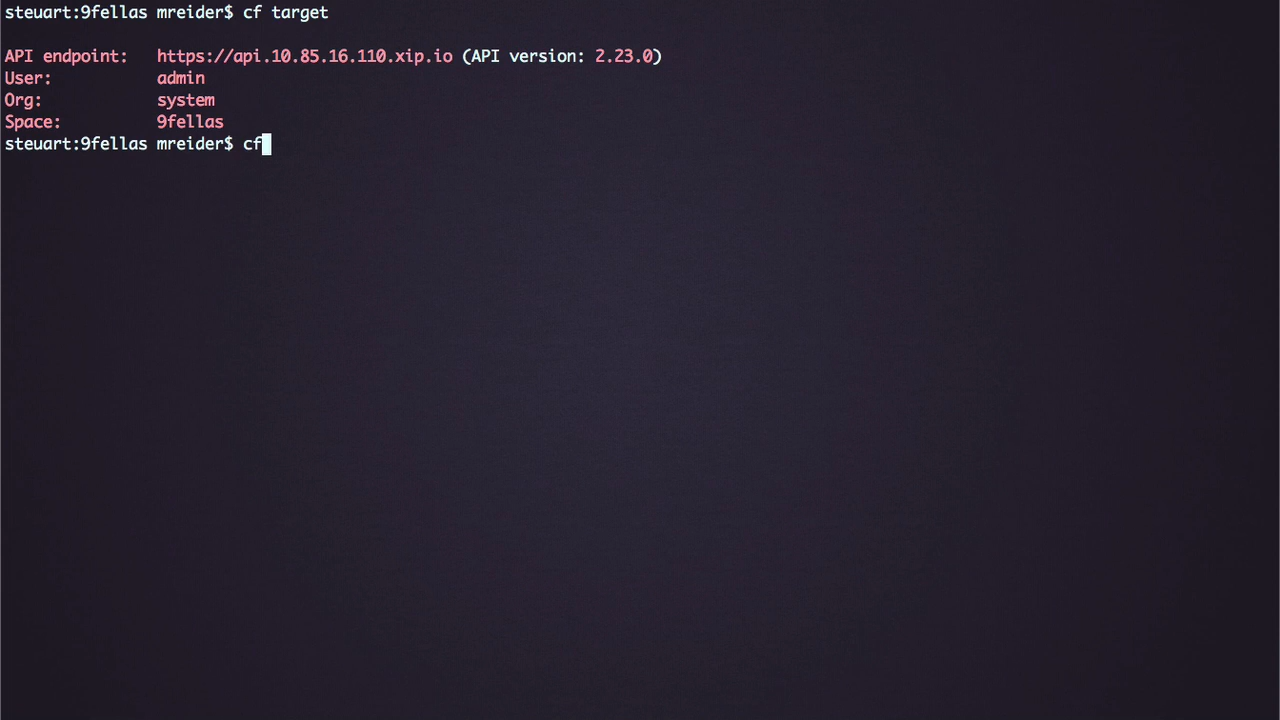 steuart:9fellas mreider$ cf target
API endpoint: https://api.10.85.16.110.xip.io (API version: 2.23.0)
User: admin
Org: system
Space: 9fellas
steuart:9fellas mreider$ cf